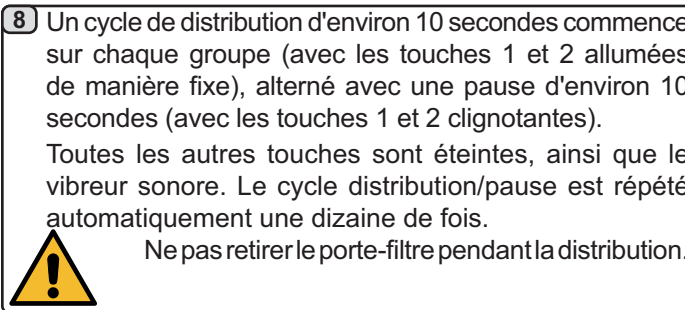 8 Un cycle de distribution d'environ 10 secondes commence
sur chaque groupe (avec les touches 1 et 2 allumées
de manière fixe), alterné avec une pause d'environ 10
secondes (avec les touches 1 et 2 clignotantes).
Toutes les autres touches sont éteintes, ainsi que le
vibreur sonore. Le cycle distribution/pause est répété
automatiquement une dizaine de fois.
Ne pas retirer le porte-filtre pendant la distribution.